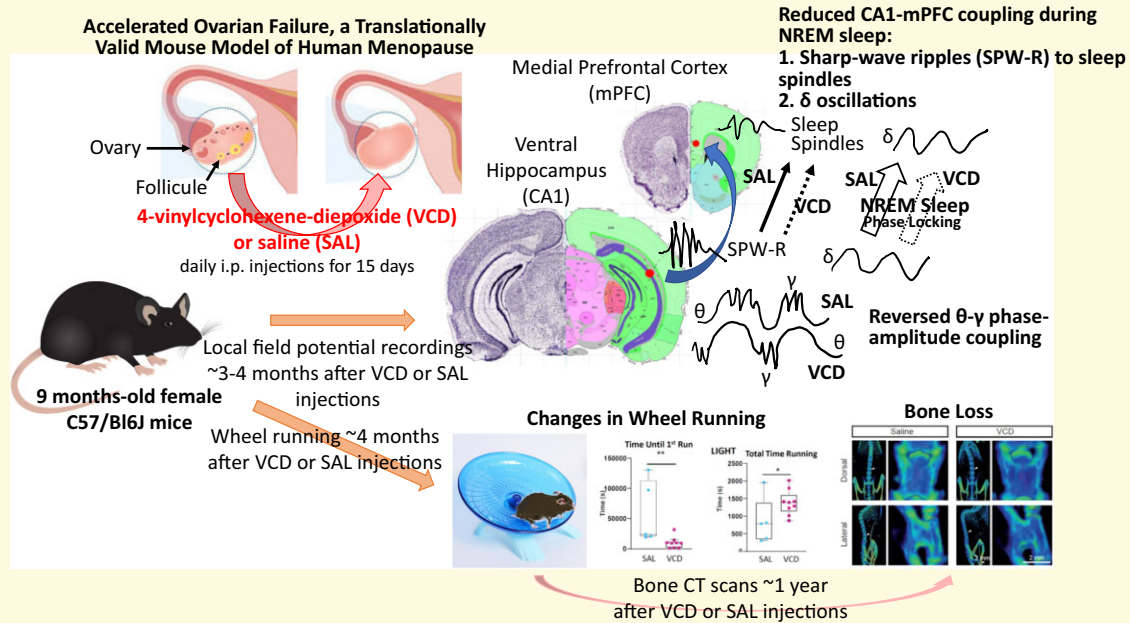 Accelerated Ovarian Failure, a Translationally
Valid Mouse Model of Human Menopause
Ovary
Follicule
4-vinylcyclohexene-diepoxide (VCD)
or saline (SAL)
daily i.p. injections for 15 days
9 months-old female
C57/Bl6J mice
Local field potential recordings
~3-4 months after VCD or SAL
injections
Wheel running ~4 months
after VCD or SAL injections
Medial Prefrontal Cortex
(mPFC)
Ventral
Hippocampus
(CA1)
Reduced CA1-mPFC coupling during
NREM sleep:
1. Sharp-wave ripples (SPW-R) to sleep
spindles
2. δ oscillations
Sleep
Spindles
SAL
VCD
SPW-R
δ
SAL
VCD
NREM Sleep
Phase Locking
δ
θ
γ
SAL
θ
γ
VCD
Reversed θ-γ phase-
amplitude coupling
Changes in Wheel Running
Time Until 1st Run
**
Time (s)
150000
100000
50000
0
SAL
VCD
LIGHT
Total Time Running
*
Time (s)
2500
2000
1500
1000
500
0
SAL
VCD
Bone Loss
Saline
VCD
Dorsal
Lateral
2 mm
2 mm
Bone CT scans ~1 year
after VCD or SAL injections